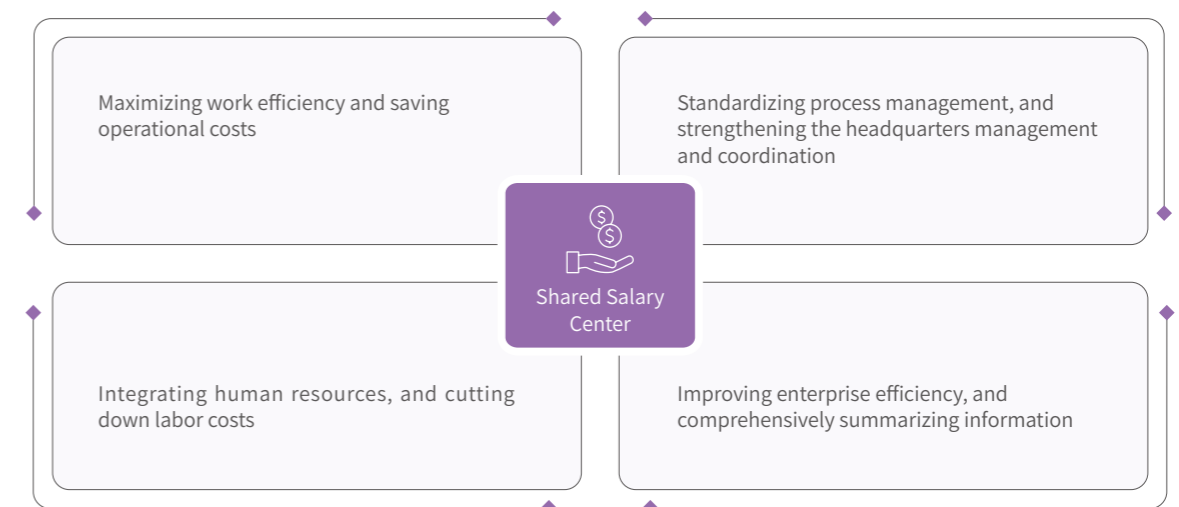 Maximizing work efficiency and saving
operational costs
Standardizing process management, and
strengthening the headquarters management
and coordination
$
$
Shared Salary
Center
Integrating human resources, and cutting
down labor costs
Improving enterprise efficiency, and
comprehensively summarizing information